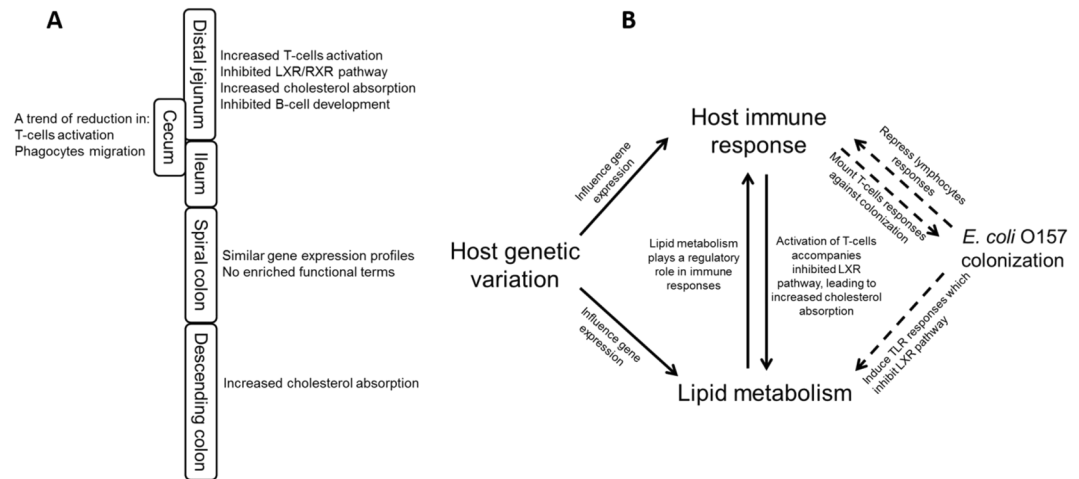 A
Distal jejunum
Increased T-cells activation
Inhibited LXR/RXR pathway
Increased cholesterol absorption
Inhibited B-cell development
Cecum
A trend of reduction in:
T-cells activation
Phagocytes migration
Ileum
Spiral colon
Similar gene expression profiles
No enriched functional terms
Descending colon
Increased cholesterol absorption
B
Host immune
response
Influence gene
expression
Repress lymphocytes
responses
Mount T-cells responses
against colonization
Host genetic
variation
Lipid metabolism
plays a regulatory
role in immune
responses
Activation of T-cells
accompanies
inhibited LXR
pathway, leading to
increased cholesterol
absorption
E. coli O157
colonization
Influence gene
expression
Induce TLR responses which
inhibit LXR pathway
Lipid metabolism